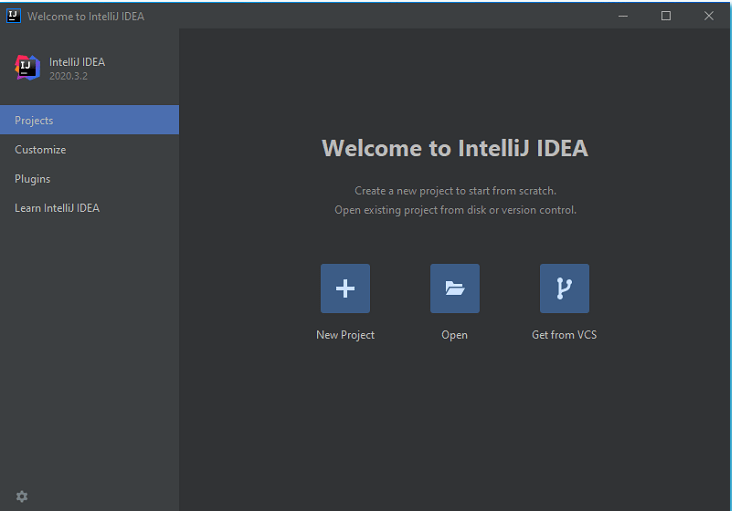 IJ Welcome to IntelliJ IDEA
IJ IntelliJ IDEA
2020.3.2
Projects
Customize
Plugins
Learn IntelliJ IDEA
Welcome to IntelliJ IDEA
Create a new project to start from scratch.
Open existing project from disk or version control.
New Project Open Get from VCS